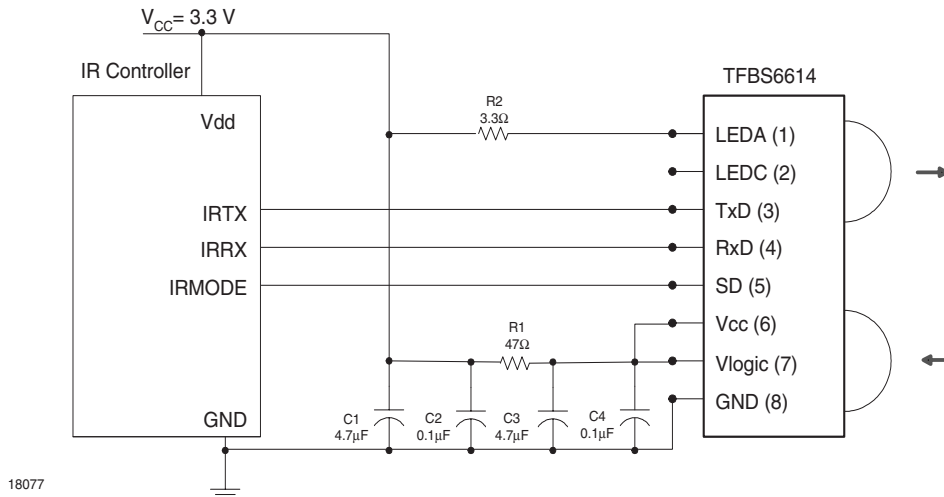 V_CC = 3.3 V
IR Controller
TFBS6614
R2
3.3Ω
Vdd
LEDA (1)
LEDC (2)
IRTX
TxD (3)
IRRX
RxD (4)
IRMODE
SD (5)
Vcc (6)
R1
47Ω
Vlogic (7)
GND (8)
GND
C1
4.7µF
C2
0.1µF
C3
4.7µF
C4
0.1µF
18077